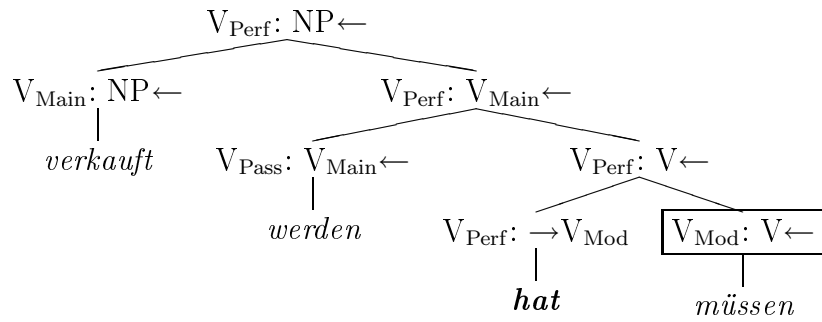 V_Perf: NP←
V_Main: NP← V_Perf: V_Main←
verkauft V_Pass: V_Main← V_Perf: V←
werden V_Perf: →V_Mod V_Mod: V←
hat müssen